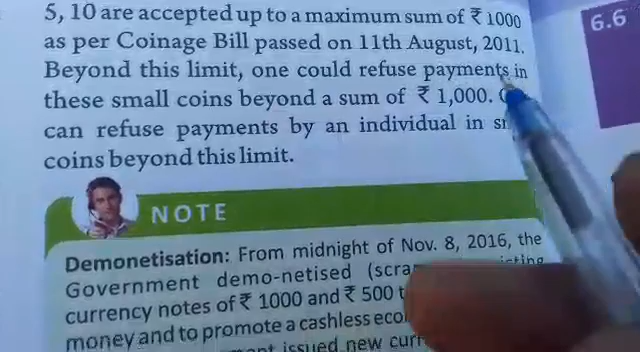 5, 10 are accepted up to a maximum sum of ₹ 1000
as per Coinage Bill passed on 11th August, 2011.
Beyond this limit, one could refuse payments in
these small coins beyond a sum of ₹ 1,000.
can refuse payments by an individual in
coins beyond this limit.
6.6
NOTE
Demonetisation: From midnight of Nov. 8, 2016, the
Government demo-netised
currency notes of ₹ 1000 and ₹ 500
money and to promote a cashless
issued new